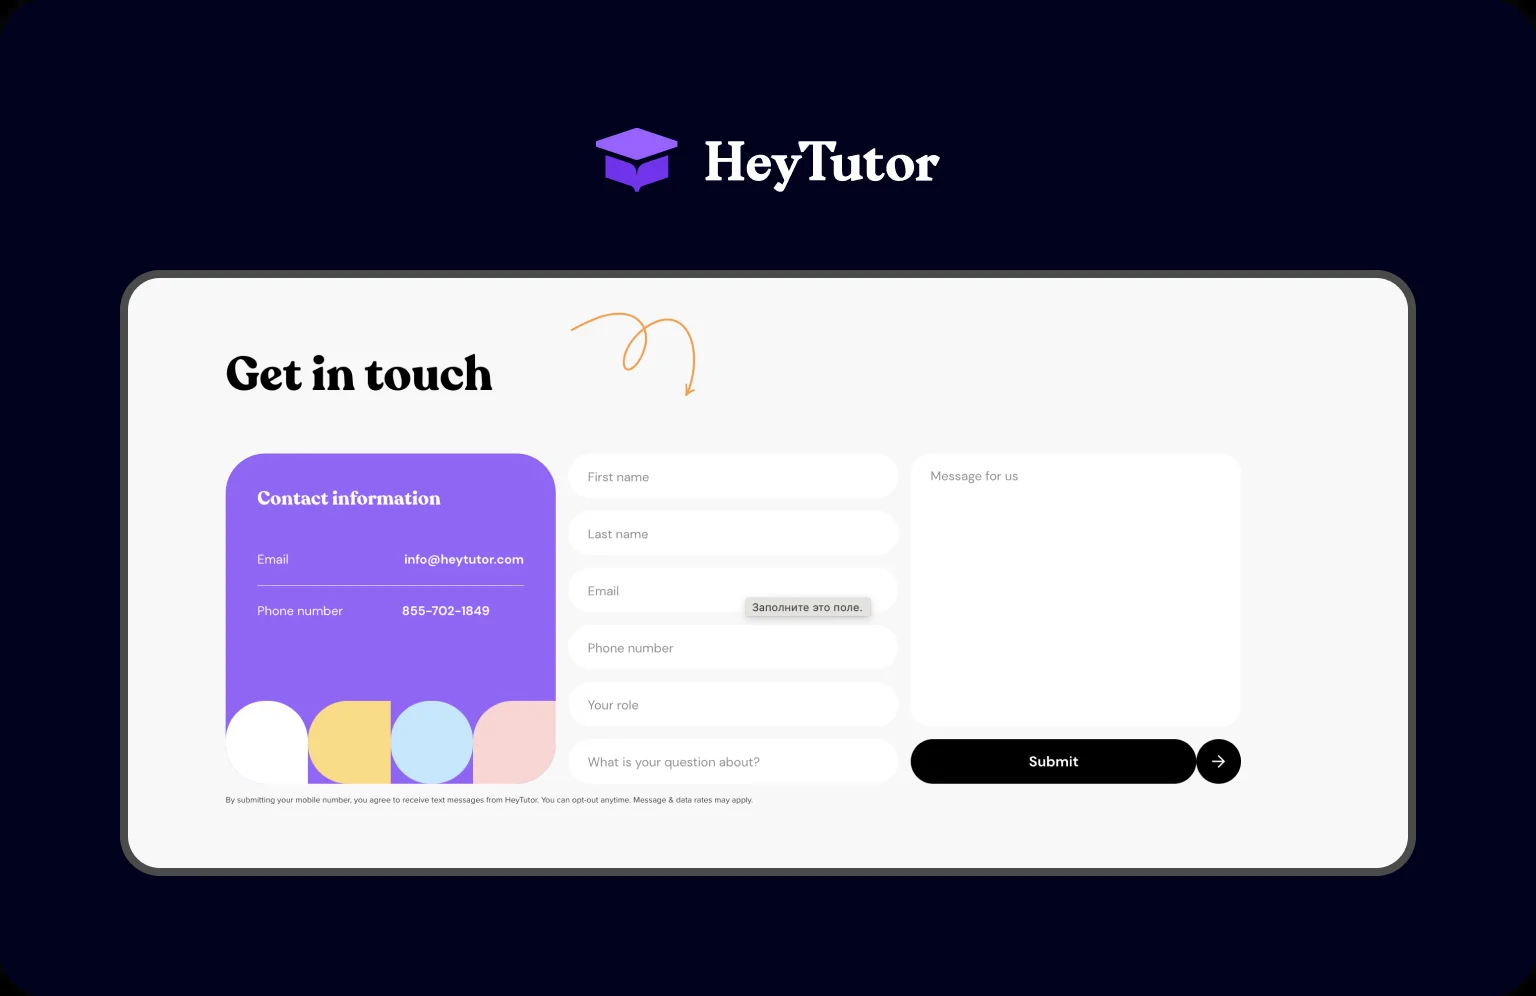 HeyTutor
Get in touch
Contact information
Email
info@heytutor.com
Phone number
855-702-1849
First name
Last name
Email
Заполните это поле.
Phone number
Your role
What is your question about?
Message for us
Submit
By submitting your mobile number, you agree to receive text messages from HeyTutor. You can opt-out anytime. Message & data rates may apply.